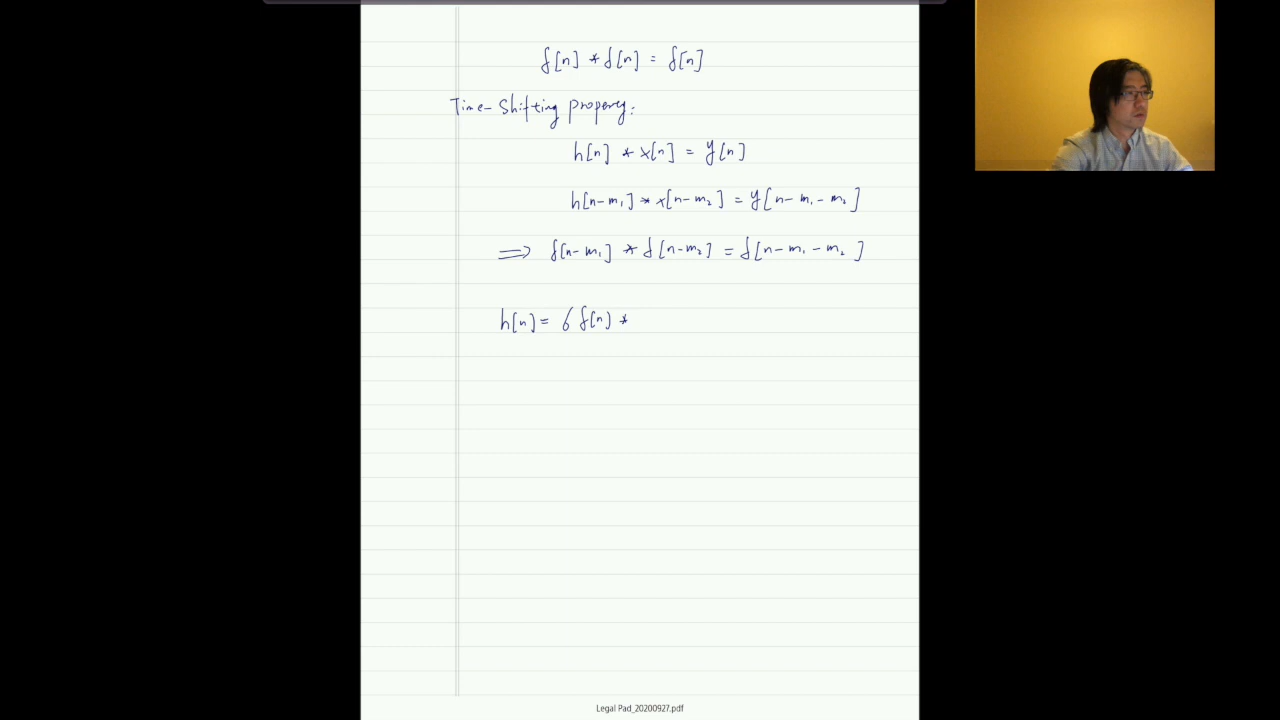 δ[n] * δ[n] = δ[n]
Time-Shifting property:
h[n] * x[n] = y[n]
h[n-m₁] * x[n-m₂] = y[n-m₁-m₂]
⟹ δ[n-m₁] * δ[n-m₂] = δ[n-m₁-m₂]
h[n] = 6 δ[n] *
Legal Pad_20200927.pdf